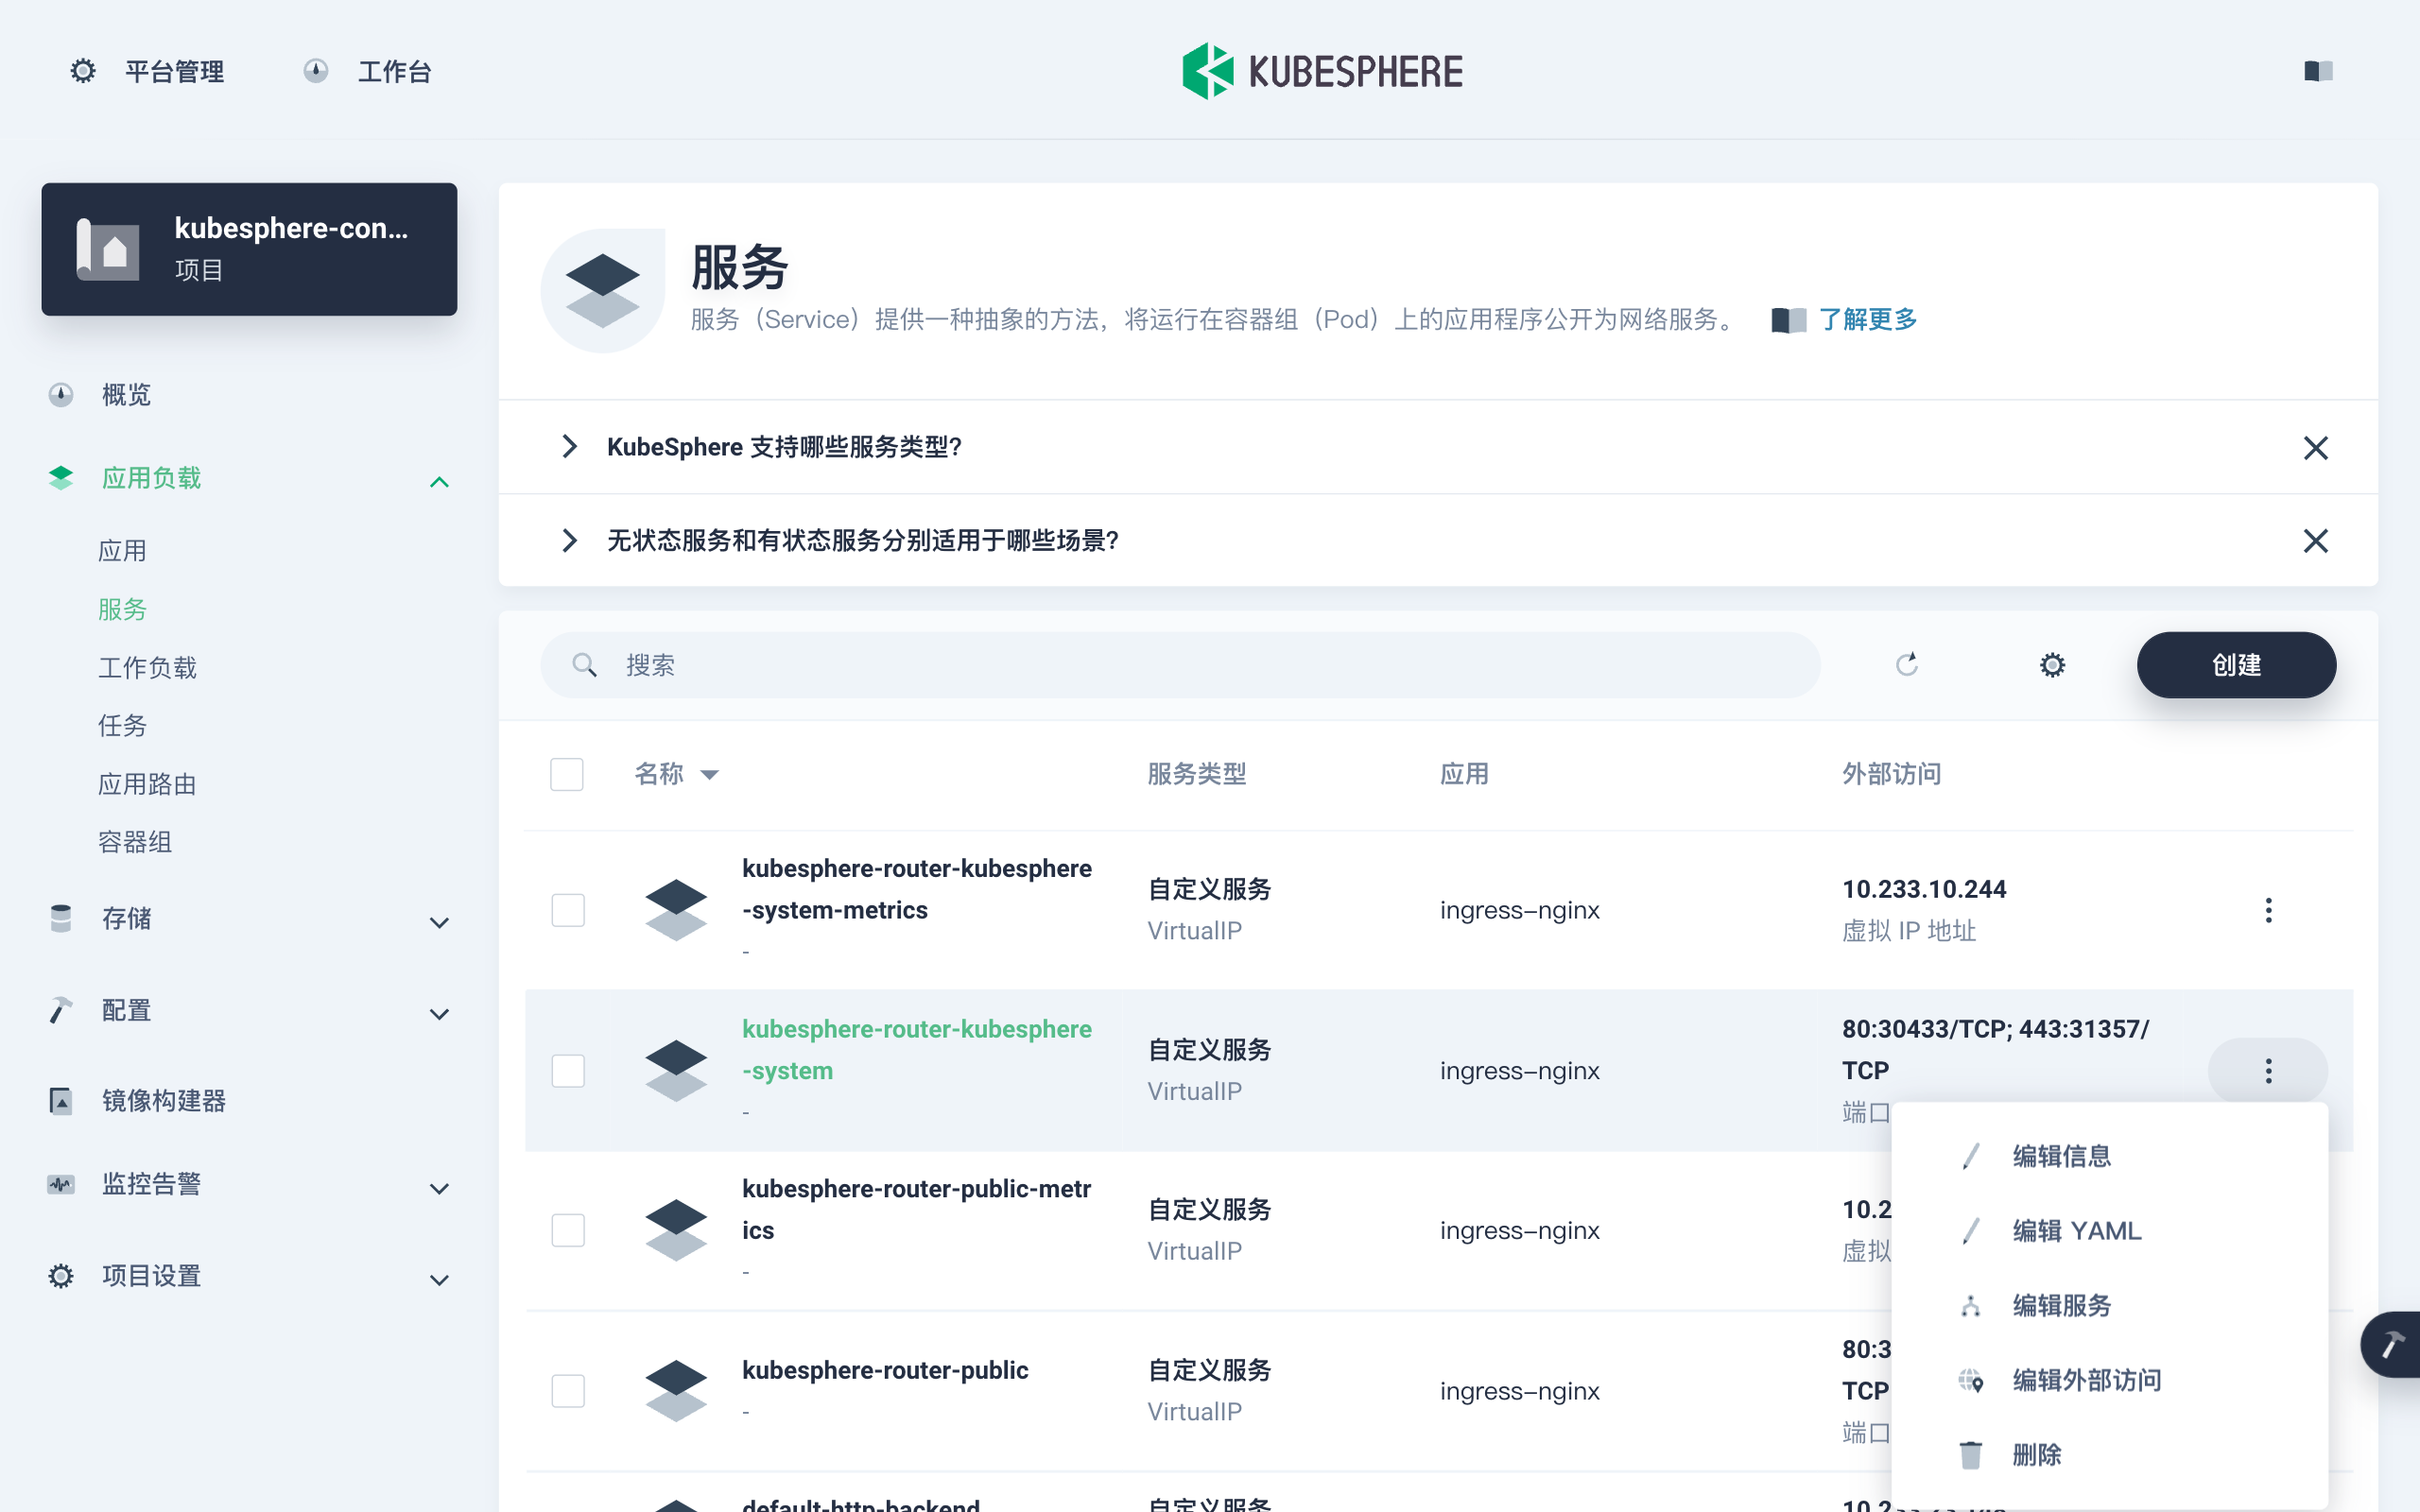 平台管理
工作台
KUBESPHERE
kubesphere-con...
项目
概览
应用负载
应用
服务
工作负载
任务
应用路由
容器组
存储
配置
镜像构建器
监控告警
项目设置
服务
服务（Service）提供一种抽象的方法，将运行在容器组（Pod）上的应用程序公开为网络服务。
了解更多
KubeSphere 支持哪些服务类型?
无状态服务和有状态服务分别适用于哪些场景?
搜索
创建
名称
服务类型
应用
外部访问
kubesphere-router-kubesphere
-system-metrics
-
自定义服务
VirtualIP
ingress-nginx
10.233.10.244
虚拟 IP 地址
kubesphere-router-kubesphere
-system
-
自定义服务
VirtualIP
ingress-nginx
80:30433/TCP; 443:31357/
TCP
端口
kubesphere-router-public-metr
ics
-
自定义服务
VirtualIP
ingress-nginx
10.2
虚拟
kubesphere-router-public
-
自定义服务
VirtualIP
ingress-nginx
80:3
TCP
端口
default-http-backend
自定义服务
编辑信息
编辑 YAML
编辑服务
编辑外部访问
删除